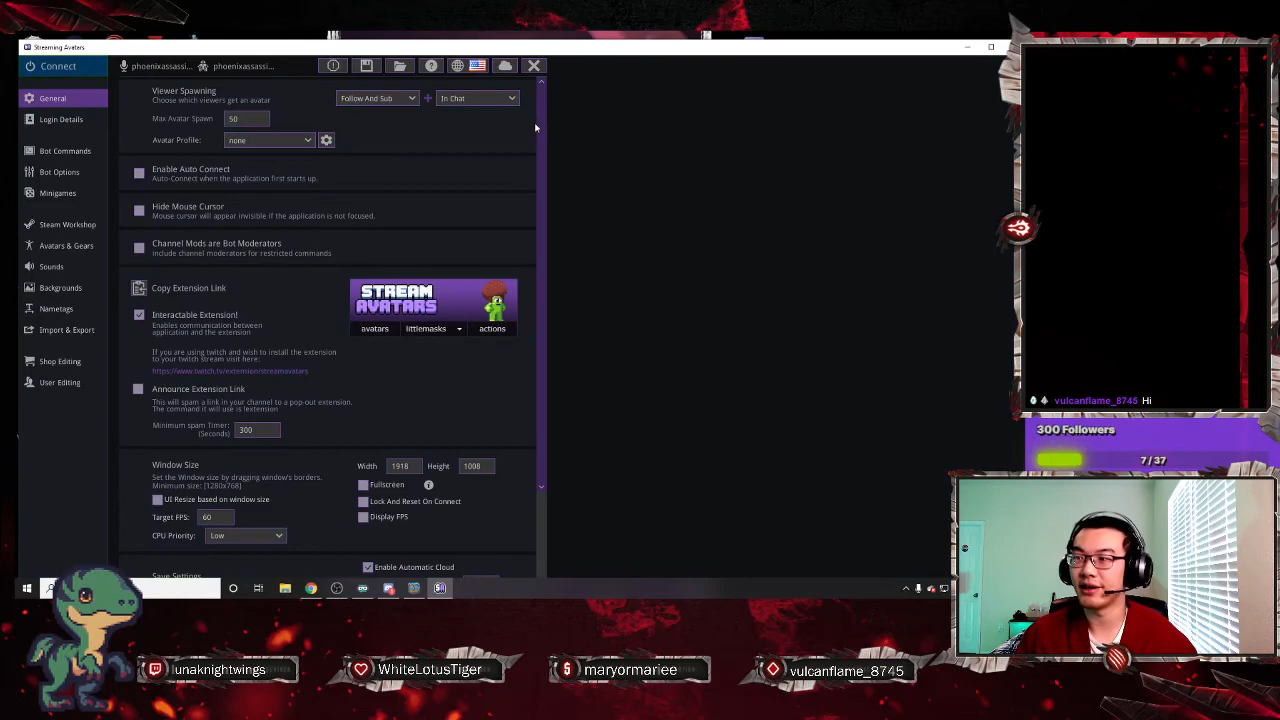 Streaming Avatars
Connect
phoenixassassi...
phoenixassassi...
General
Login Details
Bot Commands
Bot Options
Minigames
Steam Workshop
Avatars & Gears
Sounds
Backgrounds
Nametags
Import & Export
Shop Editing
User Editing
Viewer Spawning
Choose which viewers get an avatar
Follow And Sub
+
In Chat
Max Avatar Spawn
50
Avatar Profile:
none
Enable Auto Connect
Auto-Connect when the application first starts up.
Hide Mouse Cursor
Mouse cursor will appear invisible if the application is not focused.
Channel Mods are Bot Moderators
Include channel moderators for restricted commands
Copy Extension Link
STREAM
AVATARS
avatars
littlemasks
actions
Interactable Extension!
Enables communication between
application and the extension
If you are using twitch and wish to install the extension
to your twitch stream visit here:
https://www.twitch.tv/extension/streamavatars
Announce Extension Link
This will spam a link in your channel to a pop-out extension.
The command it will use is !extension
Minimum spam Timer:
(Seconds)
300
Window Size
Set the Window size by dragging window's borders.
Minimum size: [1280x768]
Width
1918
Height
1008
UI Resize based on window size
Fullscreen
Lock And Reset On Connect
Display FPS
Target FPS:
60
CPU Priority:
Low
Enable Automatic Cloud
Save Settings
vulcanflame_8745 Hi
300 Followers
7 / 37
lunaknightwings
WhiteLotusTiger
maryormariee
vulcanflame_8745